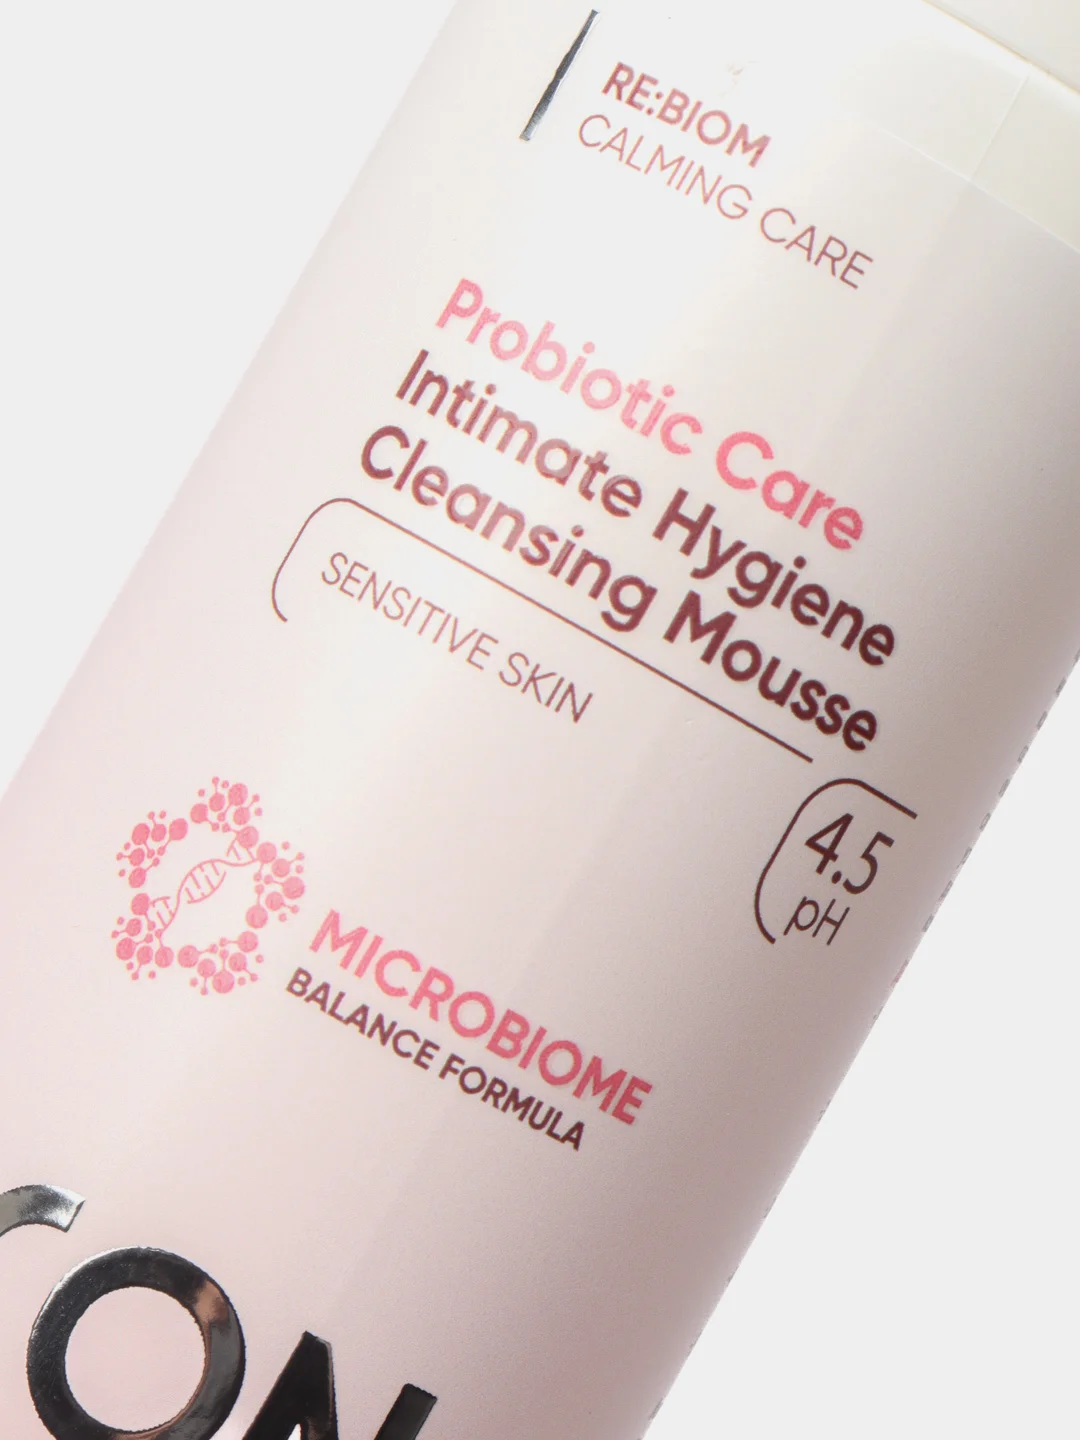 RE:BIOM
CALMING CARE
Probiotic Care
Intimate Hygiene
Cleansing Mousse
SENSITIVE SKIN
4.5
pH
MICROBIOME
BALANCE FORMULA